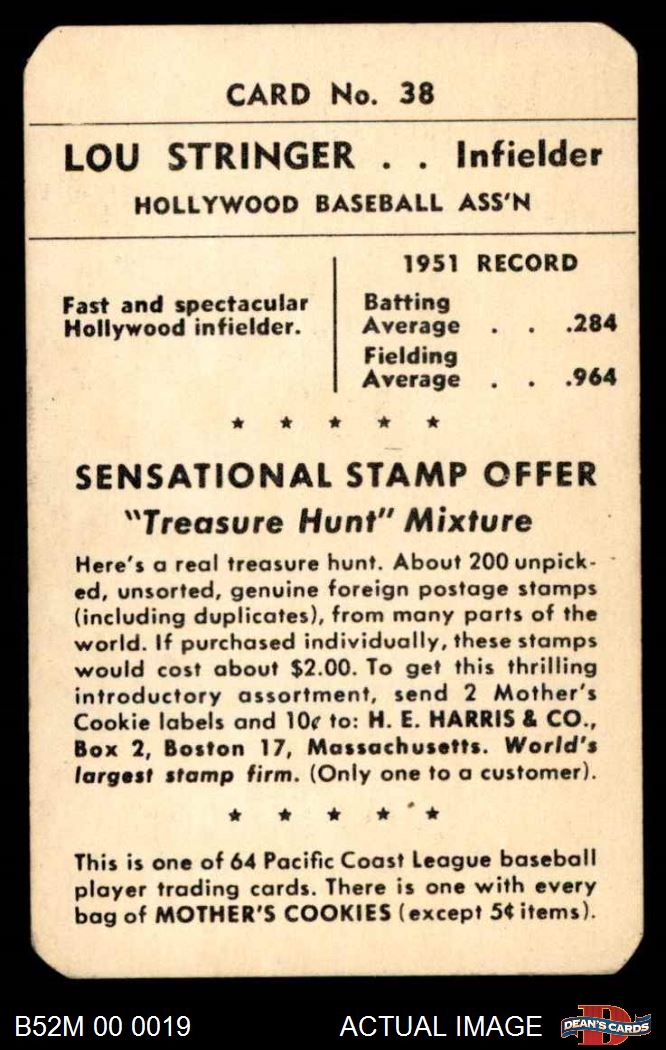 CARD No. 38
LOU STRINGER . . Infielder
HOLLYWOOD BASEBALL ASS'N
Fast and spectacular
Hollywood infielder.
1951 RECORD
Batting
Average . . .284
Fielding
Average . . .964
★ ★ ★ ★ ★
SENSATIONAL STAMP OFFER
"Treasure Hunt" Mixture
Here's a real treasure hunt. About 200 unpick-
ed, unsorted, genuine foreign postage stamps
(including duplicates), from many parts of the
world. If purchased individually, these stamps
would cost about $2.00. To get this thrilling
introductory assortment, send 2 Mother's
Cookie labels and 10¢ to: H. E. HARRIS & CO.,
Box 2, Boston 17, Massachusetts. World's
largest stamp firm. (Only one to a customer).
★ ★ ★ ★ ★
This is one of 64 Pacific Coast League baseball
player trading cards. There is one with every
bag of MOTHER'S COOKIES (except 5¢ items).
B52M 00 0019
ACTUAL IMAGE
D
DEAN'S CARDS